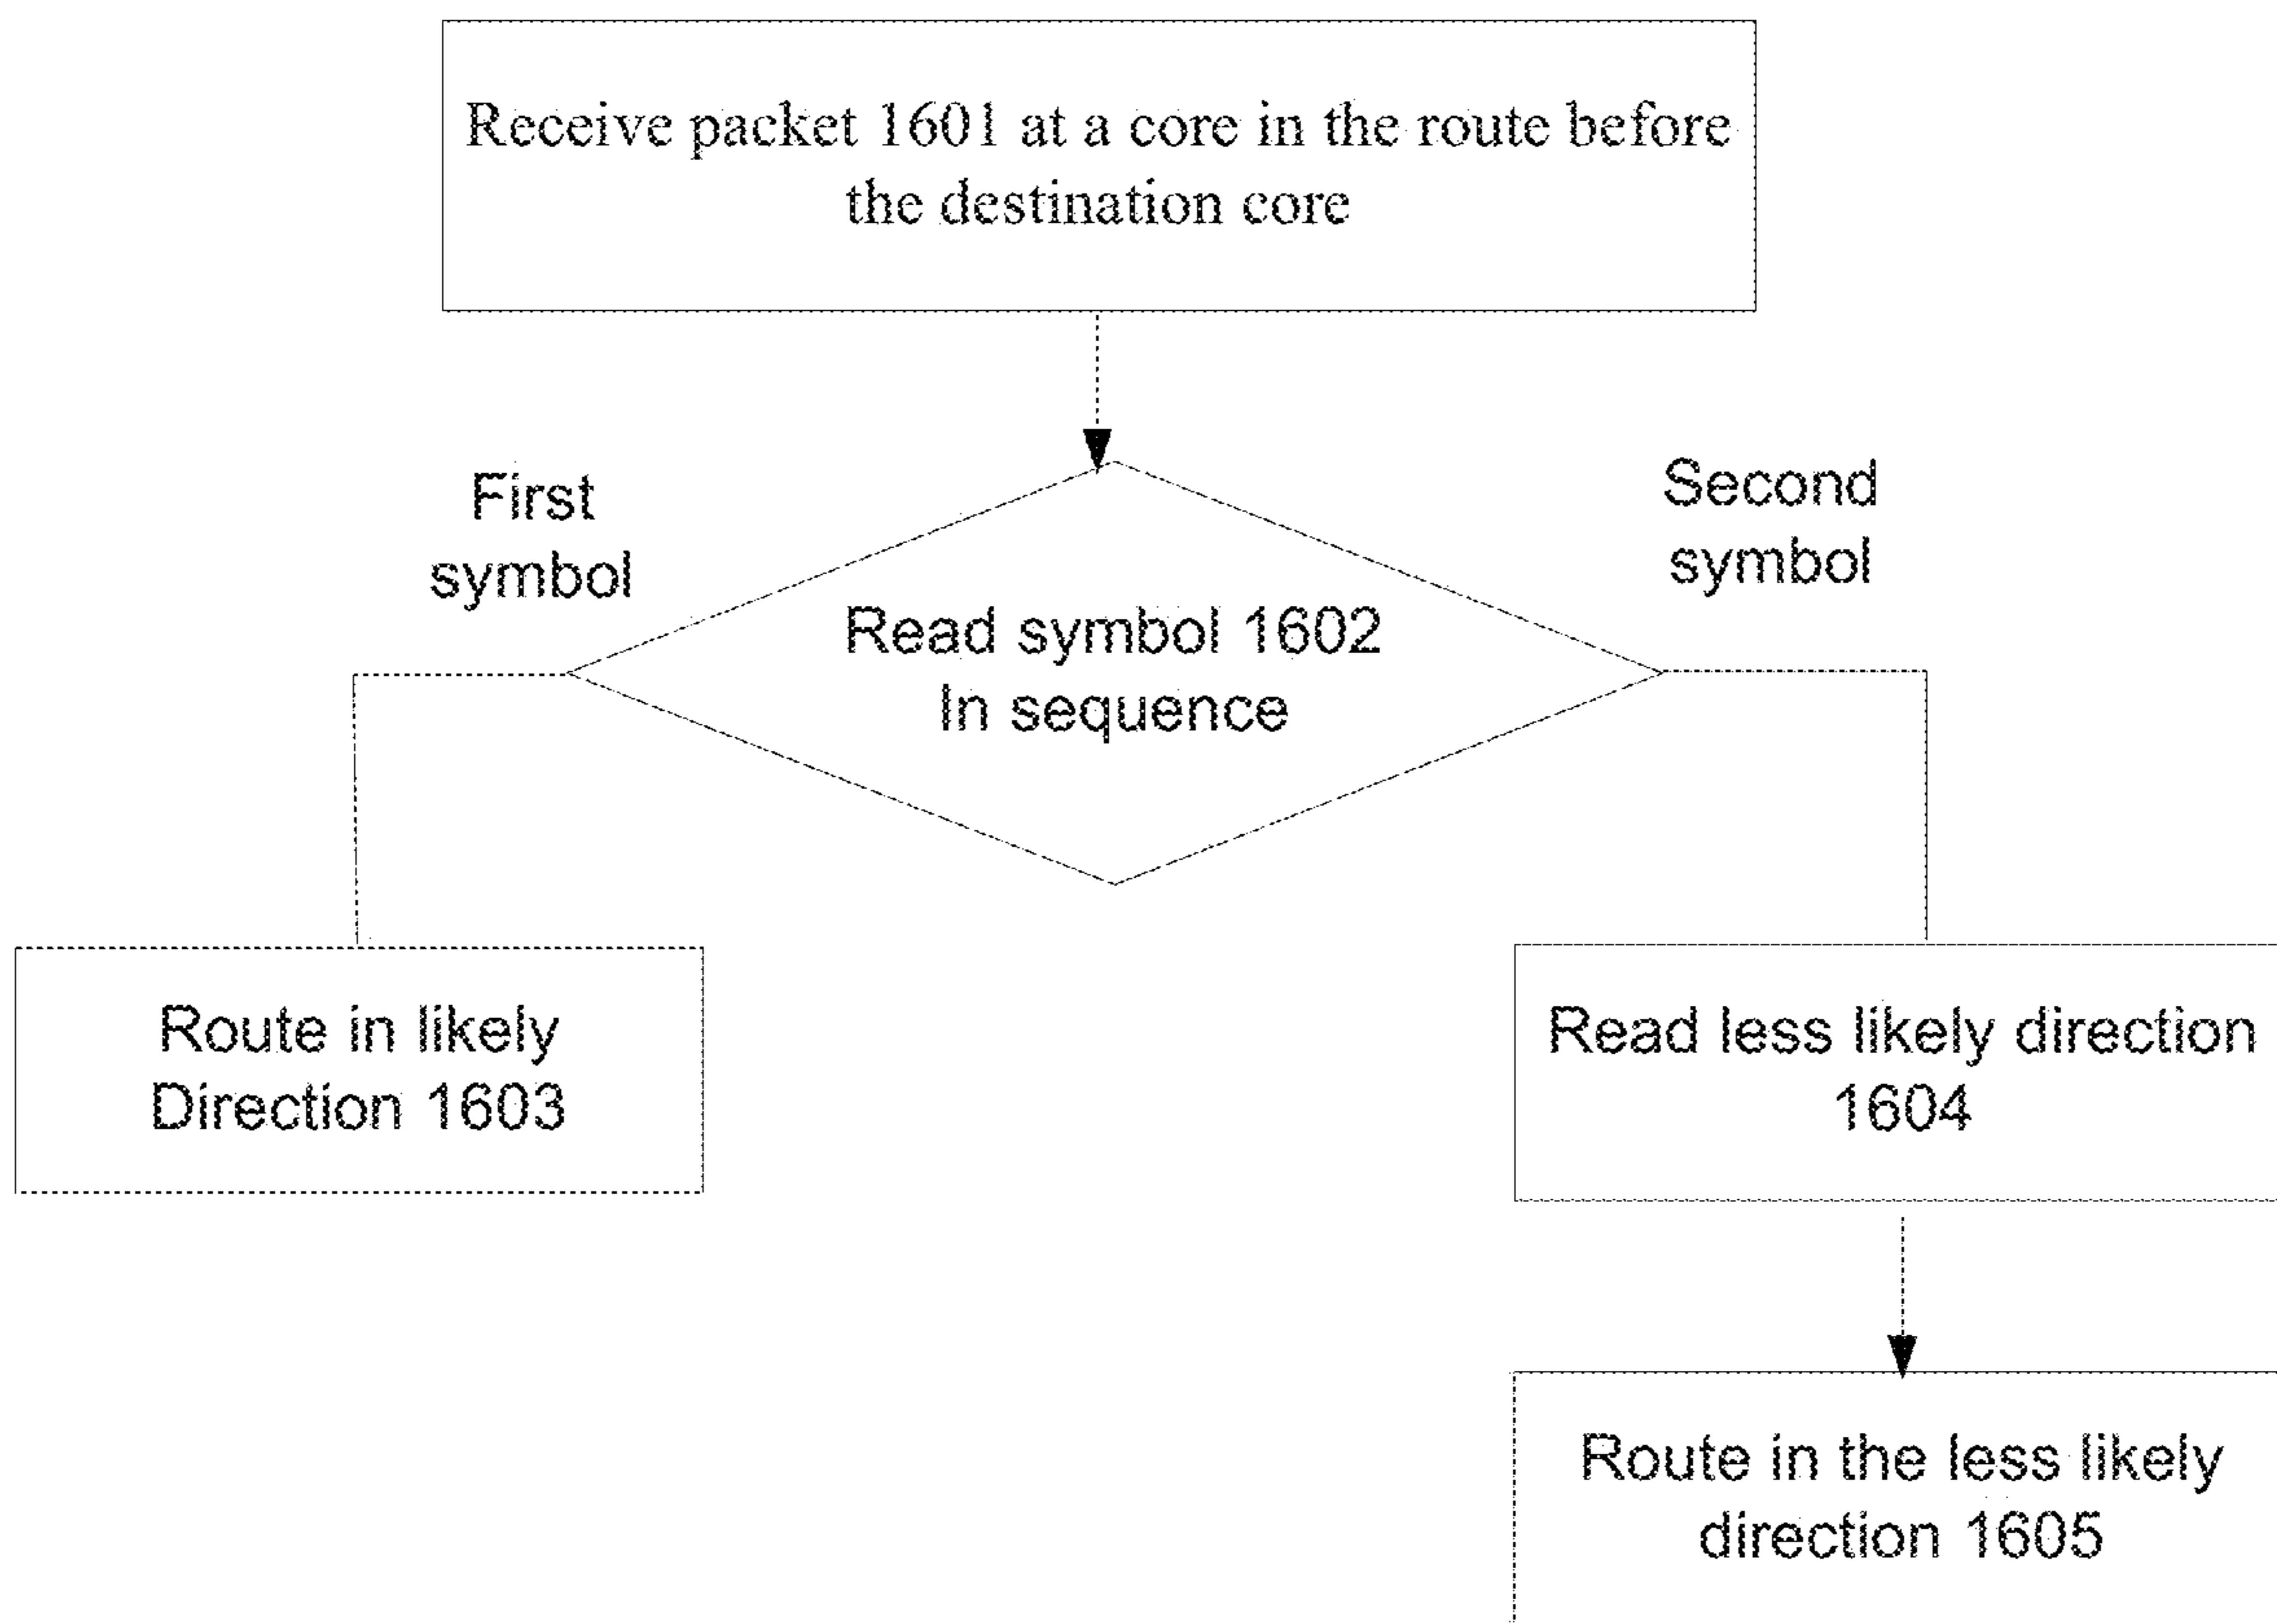 Receive packet 1601 at a core in the route before
the destination core
First
symbol
Second
symbol
Read symbol 1602
In sequence
Route in likely
Direction 1603
Read less likely direction
1604
Route in the less likely
direction 1605